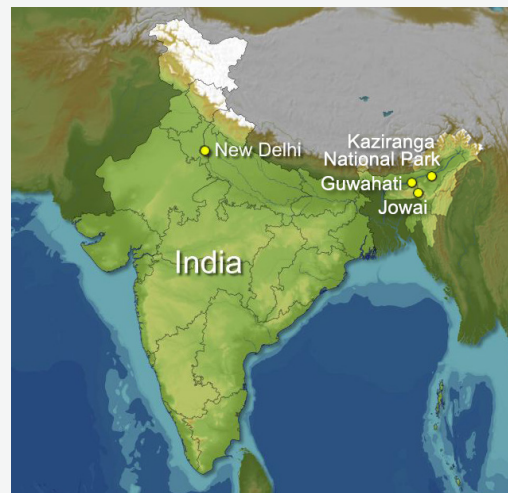 New Delhi
Kaziranga
National Park
Guwahati
Jowai
India